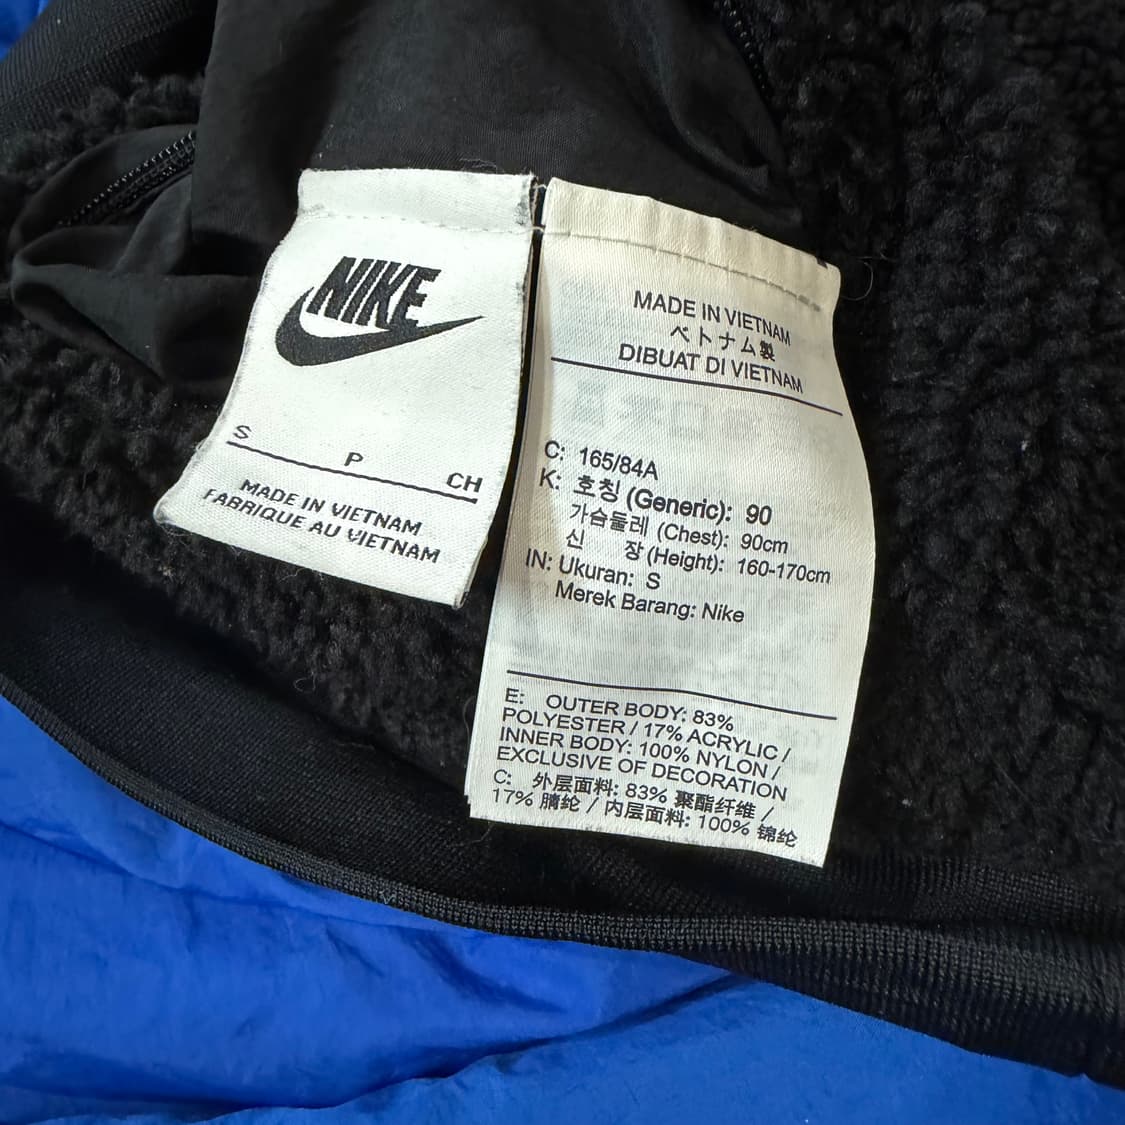 NIKE
S P CH
MADE IN VIETNAM
FABRIQUE AU VIETNAM
MADE IN VIETNAM
ベトナム製
DIBUAT DI VIETNAM
C: 165/84A
K: 호칭 (Generic): 90
가슴둘레 (Chest): 90cm
신 장 (Height): 160-170cm
IN: Ukuran: S
Merek Barang: Nike
E: OUTER BODY: 83%
POLYESTER / 17% ACRYLIC /
INNER BODY: 100% NYLON /
EXCLUSIVE OF DECORATION
C: 外层面料: 83% 聚酯纤维 /
17% 腈纶 / 内层面料: 100% 锦纶